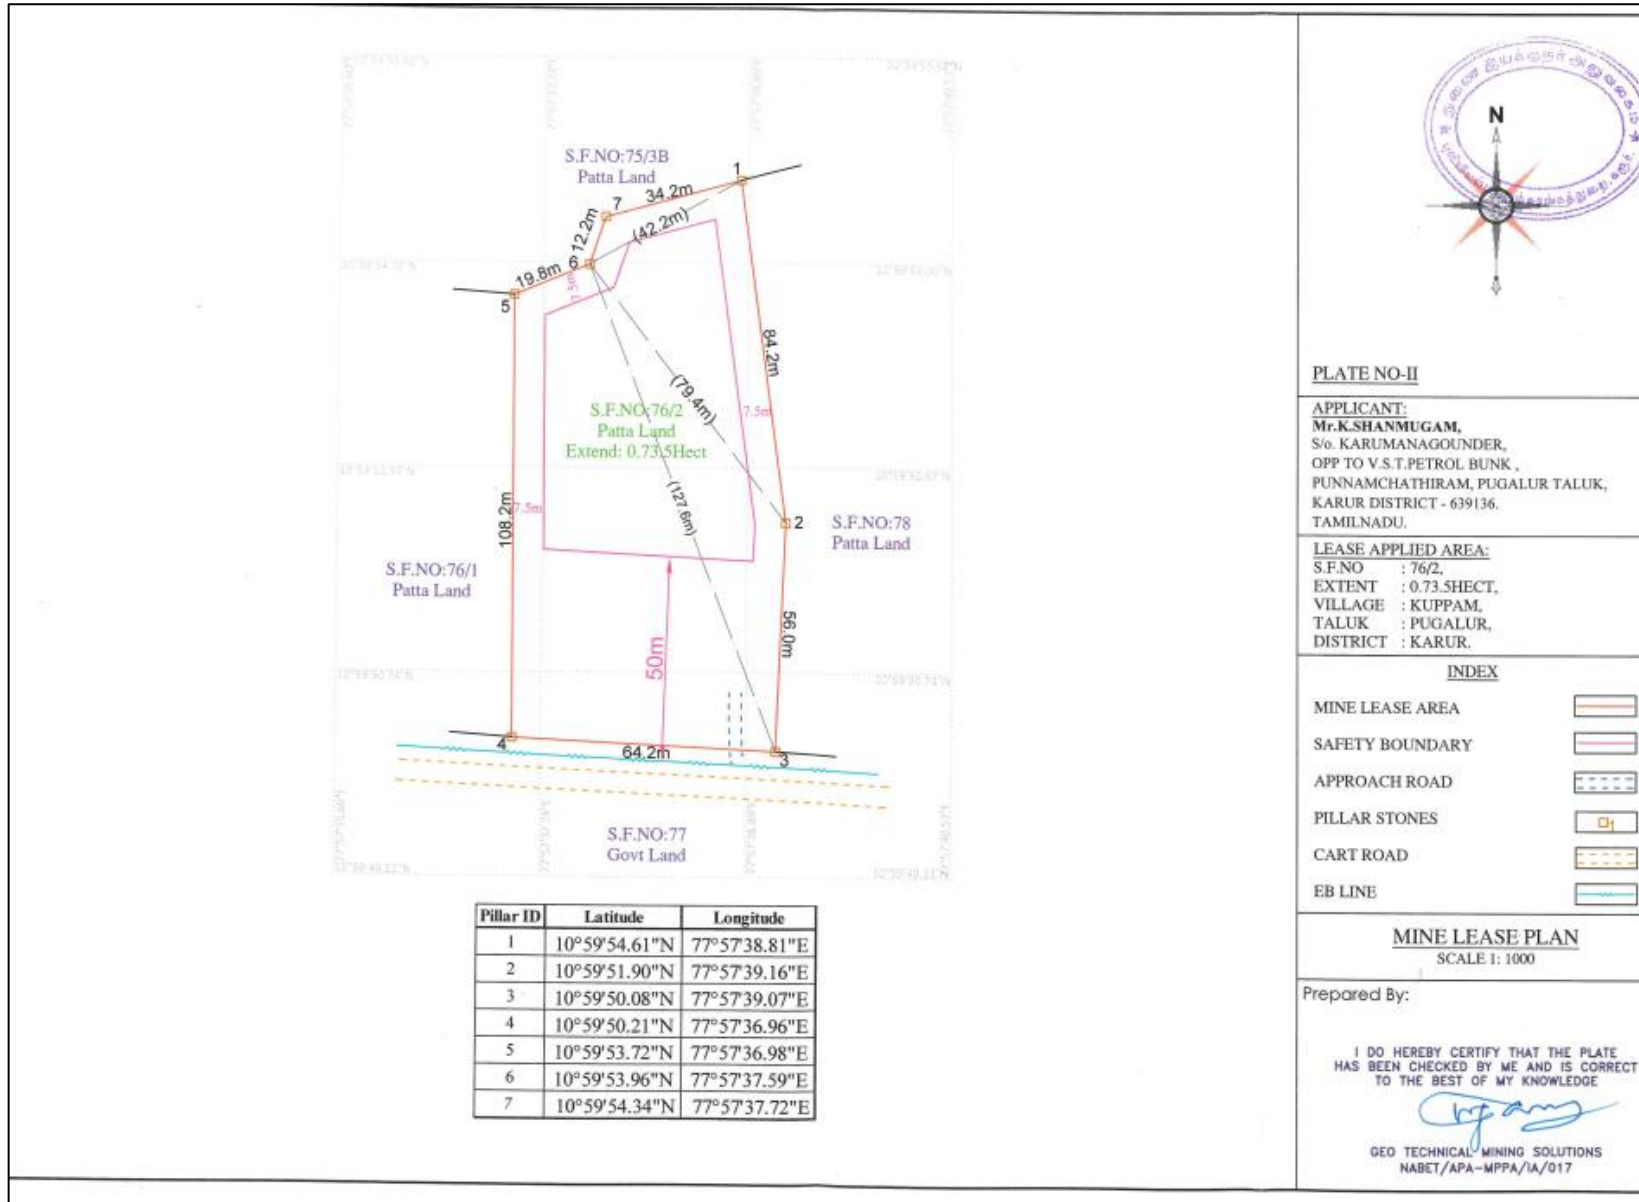 S.F.NO:75/3B
Patta Land
1
34.2m
7
(42.2m)
12.2m
6
19.8m
7.5m
5
84.2m
(79.4m)
S.F.NO:76/2
Patta Land
Extend: 0.73.5Hect
7.5m
(127.6m)
108.2m
7.5m
2
S.F.NO:78
Patta Land
S.F.NO:76/1
Patta Land
56.0m
50m
4
64.2m
3
S.F.NO:77
Govt Land
Pillar ID Latitude Longitude
1 10°59'54.61"N 77°57'38.81"E
2 10°59'51.90"N 77°57'39.16"E
3 10°59'50.08"N 77°57'39.07"E
4 10°59'50.21"N 77°57'36.96"E
5 10°59'53.72"N 77°57'36.98"E
6 10°59'53.96"N 77°57'37.59"E
7 10°59'54.34"N 77°57'37.72"E
N
PLATE NO-II
APPLICANT:
Mr.K.SHANMUGAM,
S/o. KARUMANAGOUNDER,
OPP TO V.S.T.PETROL BUNK ,
PUNNAMCHATHIRAM, PUGALUR TALUK,
KARUR DISTRICT - 639136.
TAMILNADU.
LEASE APPLIED AREA:
S.F.NO : 76/2,
EXTENT : 0.73.5HECT,
VILLAGE : KUPPAM,
TALUK : PUGALUR,
DISTRICT : KARUR.
INDEX
MINE LEASE AREA
SAFETY BOUNDARY
APPROACH ROAD
PILLAR STONES
1
CART ROAD
EB LINE
MINE LEASE PLAN
SCALE 1: 1000
Prepared By:
I DO HEREBY CERTIFY THAT THE PLATE
HAS BEEN CHECKED BY ME AND IS CORRECT
TO THE BEST OF MY KNOWLEDGE
GEO TECHNICAL MINING SOLUTIONS
NABET/APA-MPPA/IA/017